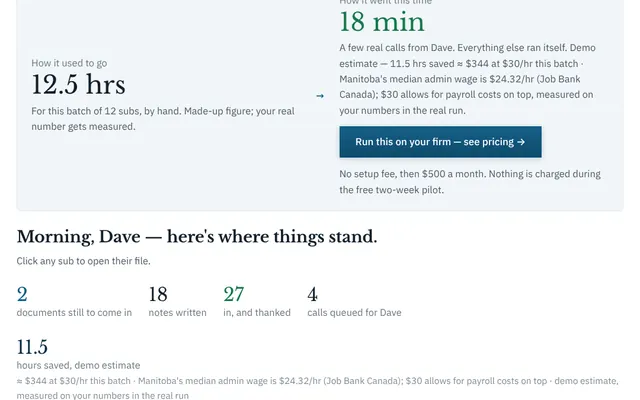 How it went this time
18 min
A few real calls from Dave. Everything else ran itself. Demo
estimate — 11.5 hrs saved ≈ $344 at $30/hr this batch ·
Manitoba's median admin wage is $24.32/hr (Job Bank
Canada); $30 allows for payroll costs on top, measured on
your numbers in the real run.
How it used to go
12.5 hrs
For this batch of 12 subs, by hand. Made-up figure; your real
number gets measured.
→
Run this on your firm — see pricing →
No setup fee, then $500 a month. Nothing is charged during
the free two-week pilot.
Morning, Dave — here's where things stand.
Click any sub to open their file.
2
documents still to come in
18
notes written
27
in, and thanked
4
calls queued for Dave
11.5
hours saved, demo estimate
≈ $344 at $30/hr this batch · Manitoba's median admin wage is $24.32/hr (Job Bank Canada); $30 allows for payroll costs on top · demo estimate,
measured on your numbers in the real run